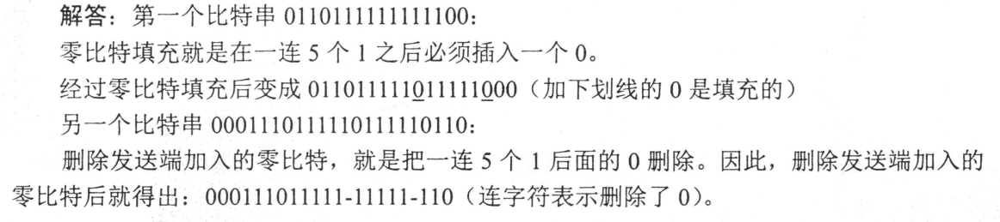 解答：第一个比特串 0110111111111100：
零比特填充就是在一连 5 个 1 之后必须插入一个 0。
经过零比特填充后变成 011011111011111000（加下划线的 0 是填充的）
另一个比特串 0001110111110111110110：
删除发送端加入的零比特，就是把一连 5 个 1 后面的 0 删除。因此，删除发送端加入的
零比特后就得出：000111011111-11111-110（连字符表示删除了 0）。